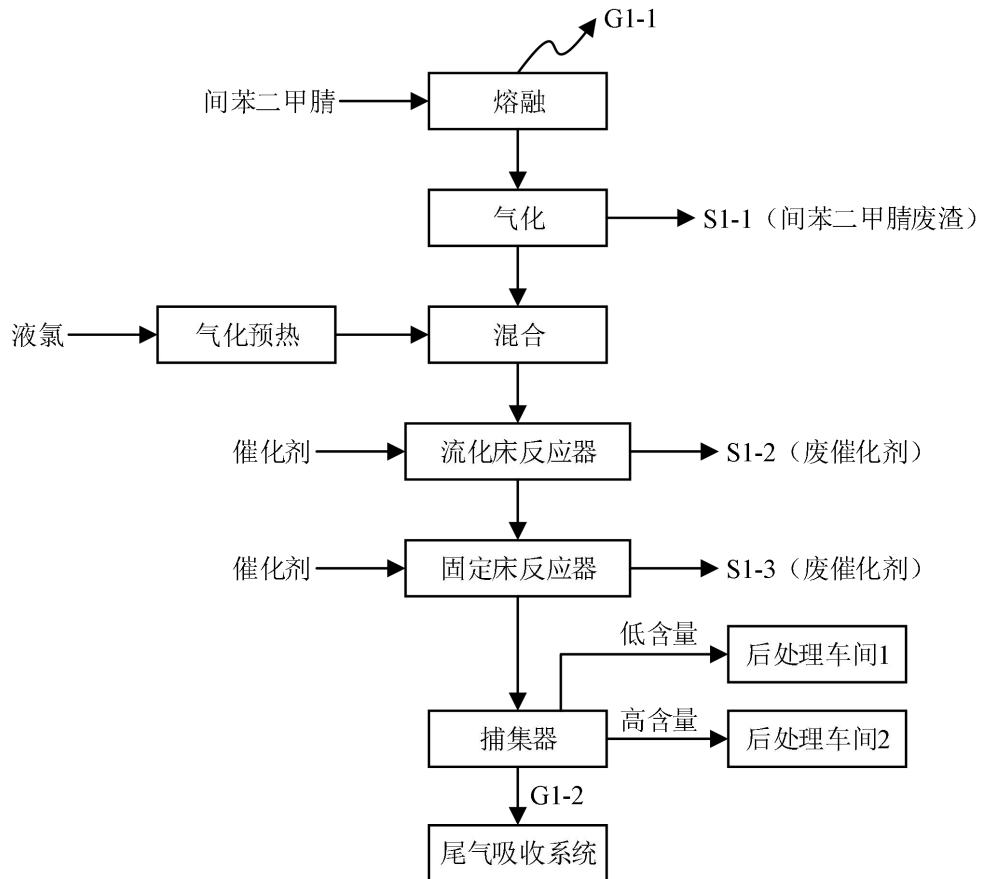 G1-1
间苯二甲腈
熔融
气化
S1-1（间苯二甲腈废渣）
液氯
气化预热
混合
催化剂
流化床反应器
S1-2（废催化剂）
催化剂
固定床反应器
S1-3（废催化剂）
低含量
后处理车间1
捕集器
高含量
后处理车间2
G1-2
尾气吸收系统